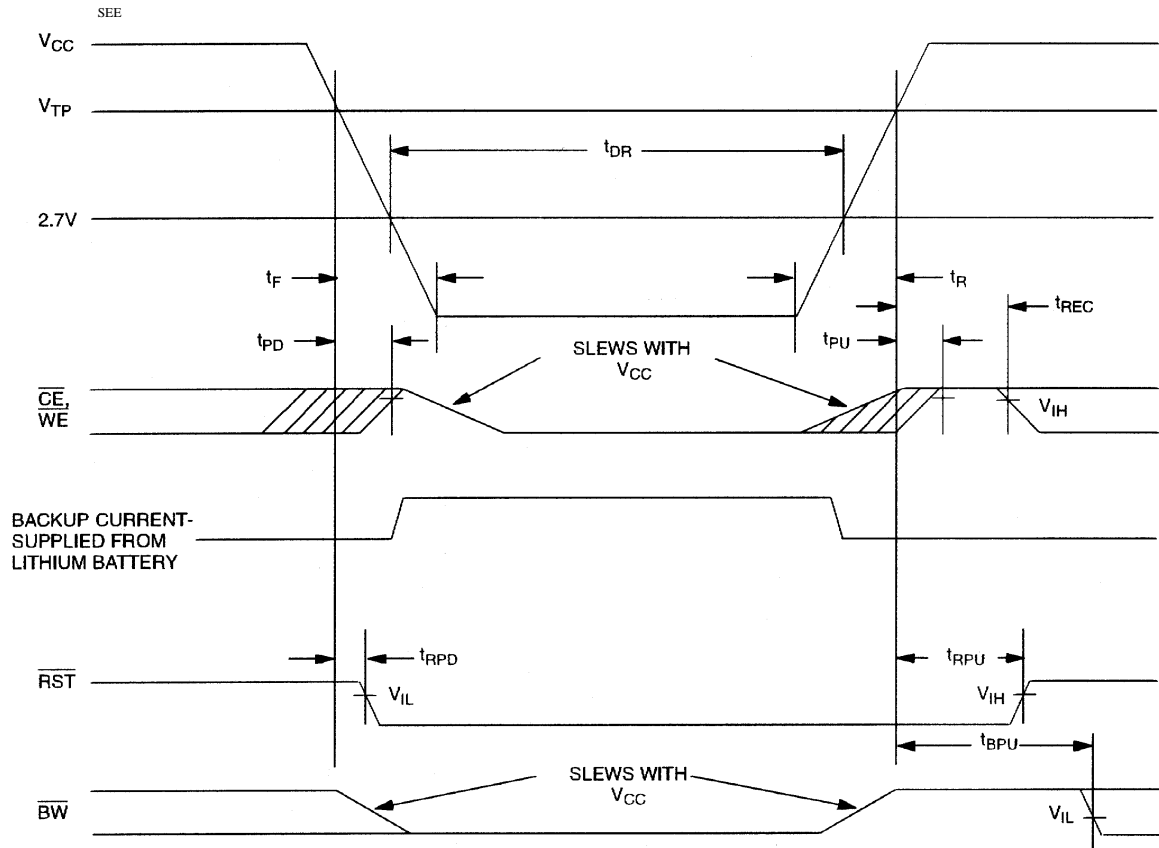 SEE
VCC
VTP
tDR
2.7V
tF
tR
tREC
tPD
tPU
SLEWS WITH
VCC
CE,
WE
VIH
BACKUP CURRENT-
SUPPLIED FROM
LITHIUM BATTERY
tRPD
tRPU
RST
VIL
VIH
tBPU
SLEWS WITH
VCC
BW
VIL